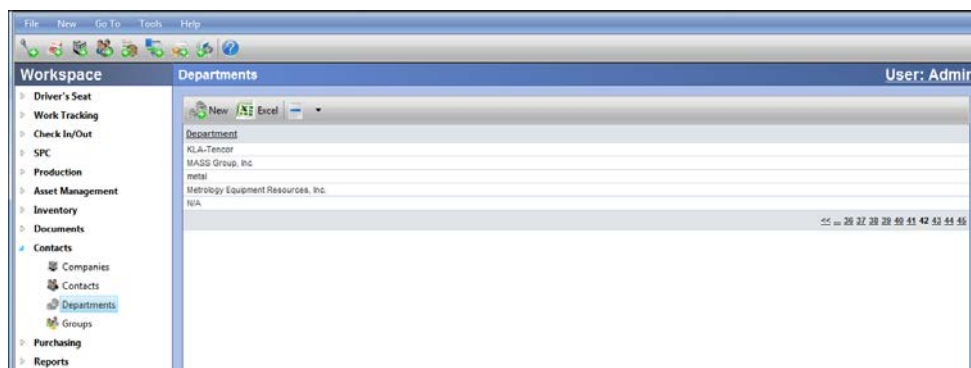 File New Go To Tools Help
Workspace
Departments
User: Admin
Driver's Seat
Work Tracking
Check In/Out
SPC
Production
Asset Management
Inventory
Documents
Contacts
Companies
Contacts
Departments
Groups
Purchasing
Reports
New Excel
Department
KLA-Tencor
MASS Group, Inc
metal
Metrology Equipment Resources, Inc.
N/A
<< ... 36 37 38 39 40 41 42 43 44 45